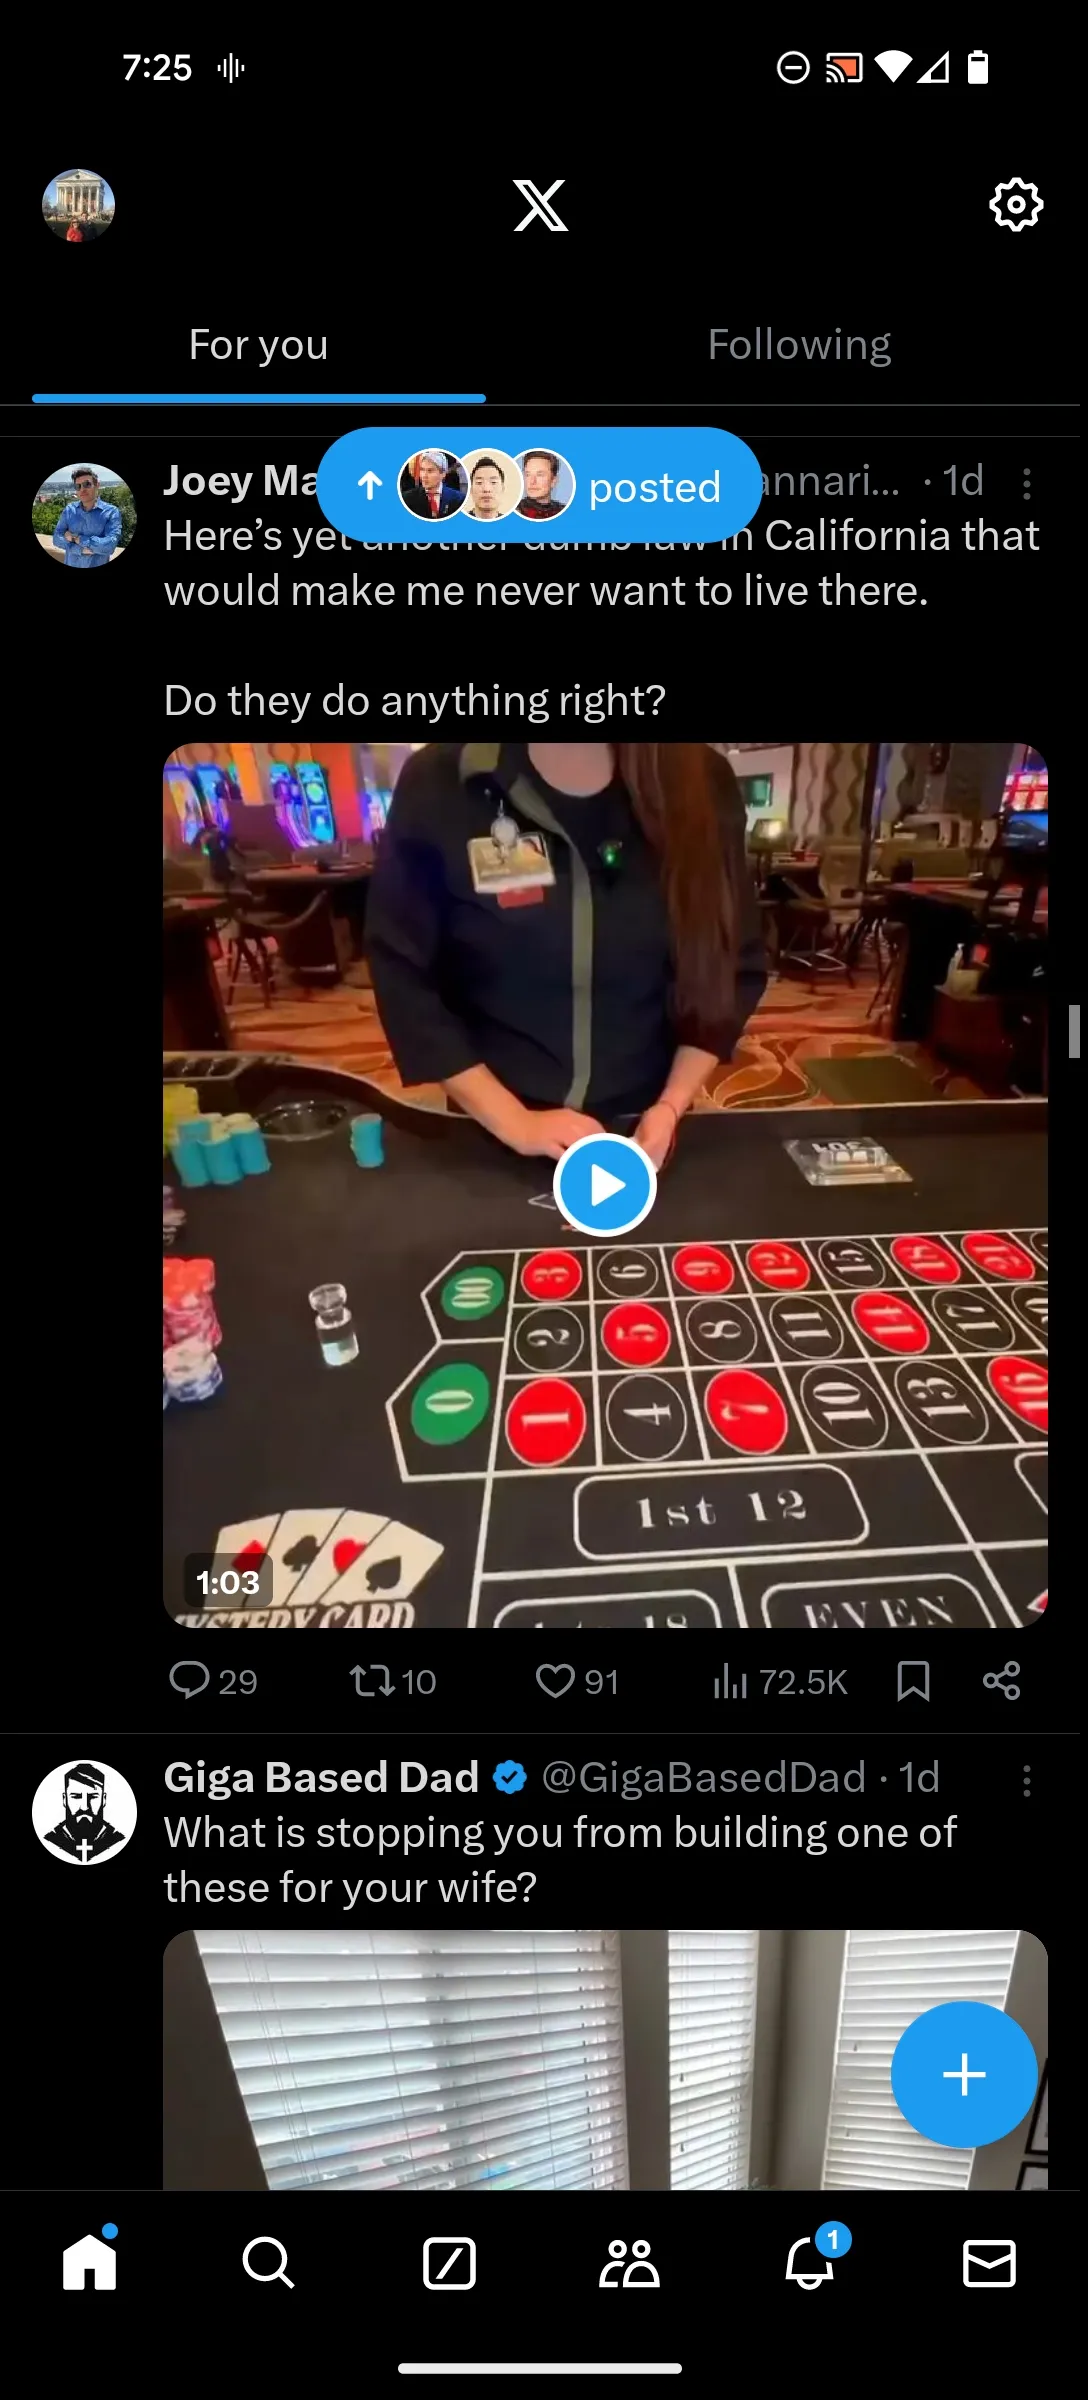 7:25
For you
Following
posted
Joey Ma
annari... · 1d
Here's yet another dumb law in California that
would make me never want to live there.
Do they do anything right?
00 3 6 9 12 15 18 21
2 5 8 11 14 17
0 1 4 7 10 13 16
1st 12
EVEN
MYSTERY CARD
1:03
29
10
91
72.5K
Giga Based Dad @GigaBasedDad · 1d
What is stopping you from building one of
these for your wife?
1